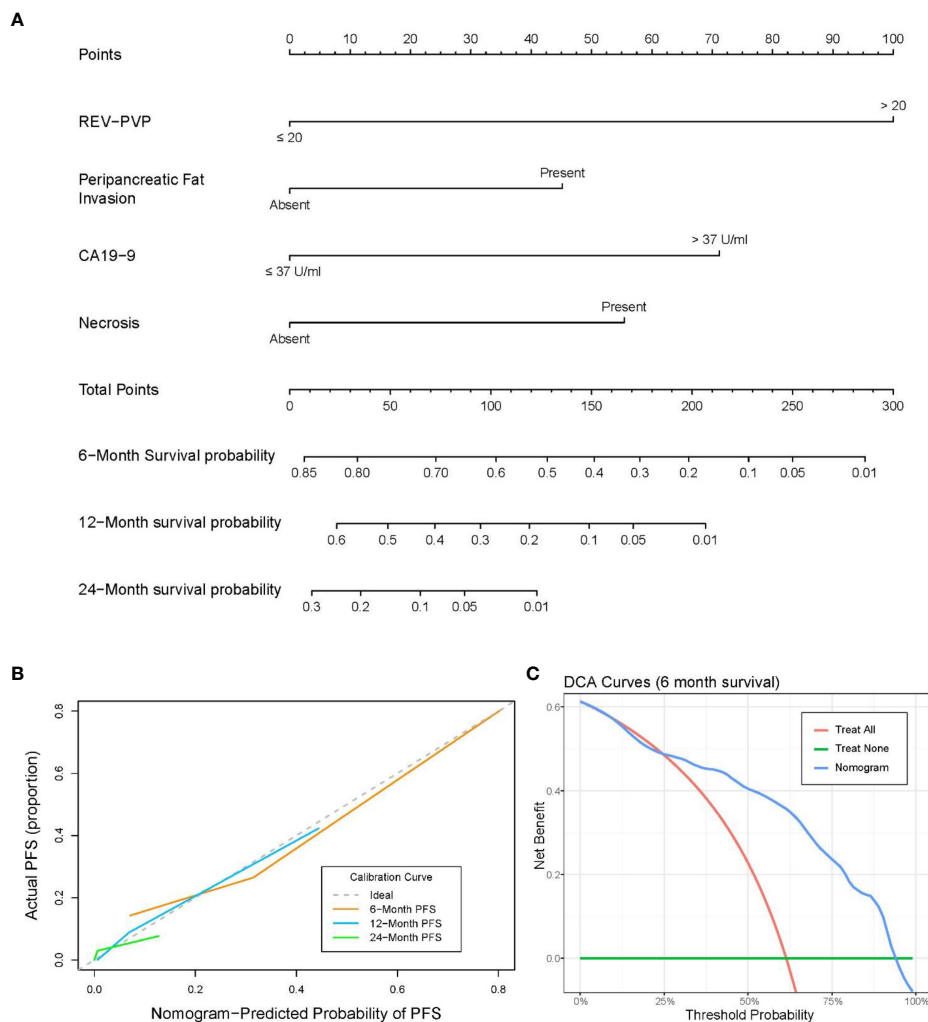 A
Points
0 10 20 30 40 50 60 70 80 90 100
REV−PVP
> 20
≤ 20
Peripancreatic Fat
Invasion
Present
Absent
CA19−9
> 37 U/ml
≤ 37 U/ml
Necrosis
Present
Absent
Total Points
0 50 100 150 200 250 300
6−Month Survival probability
0.85 0.80 0.70 0.6 0.5 0.4 0.3 0.2 0.1 0.05 0.01
12−Month survival probability
0.6 0.5 0.4 0.3 0.2 0.1 0.05 0.01
24−Month survival probability
0.3 0.2 0.1 0.05 0.01
B
Actual PFS (proportion)
0.8
0.6
0.4
0.2
0.0
Calibration Curve
Ideal
6−Month PFS
12−Month PFS
24−Month PFS
0.0 0.2 0.4 0.6 0.8
Nomogram−Predicted Probability of PFS
C
DCA Curves (6 month survival)
Net Benefit
0.6
0.4
0.2
0.0
Treat All
Treat None
Nomogram
0% 25% 50% 75% 100%
Threshold Probability